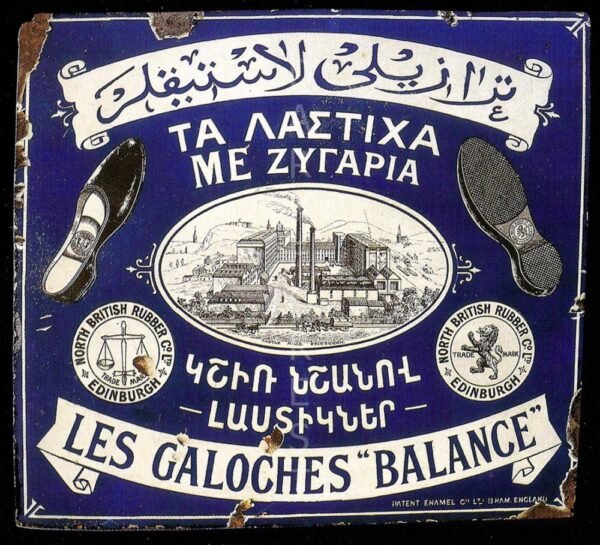 ترازيلى لاستيقلر
ΤΑ ΛΑΣΤΙΧΑ
ΜΕ ΖΥΓΑΡΙΑ
NORTH BRITISH RUBBER Cº Lᵀᴰ
TRADE MARK
EDINBURGH
NORTH BRITISH RUBBER Cº Lᵀᴰ
TRADE MARK
EDINBURGH
ԿՇԻՌ ՆՇԱՆՈՎ
— ԼԱՍՏԻԿՆԵՐ —
LES GALOCHES "BALANCE"
PATENT ENAMEL Cº Lᵀᴰ B'HAM. ENGLAND